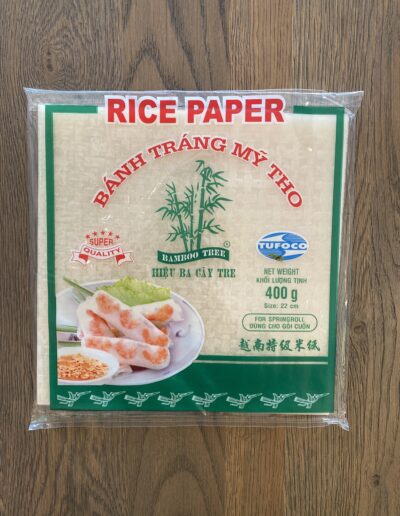 RICE PAPER
BÁNH TRÁNG MỸ THO
BAMBOO TREE ®
HIỆU BA CÂY TRE
SUPER
QUALITY
TUFOCO
NET WEIGHT
KHỐI LƯỢNG TỊNH
400 g
Size: 22 cm
FOR SPRINGROLL
DÙNG CHO GỎI CUỐN
越南特级米纸